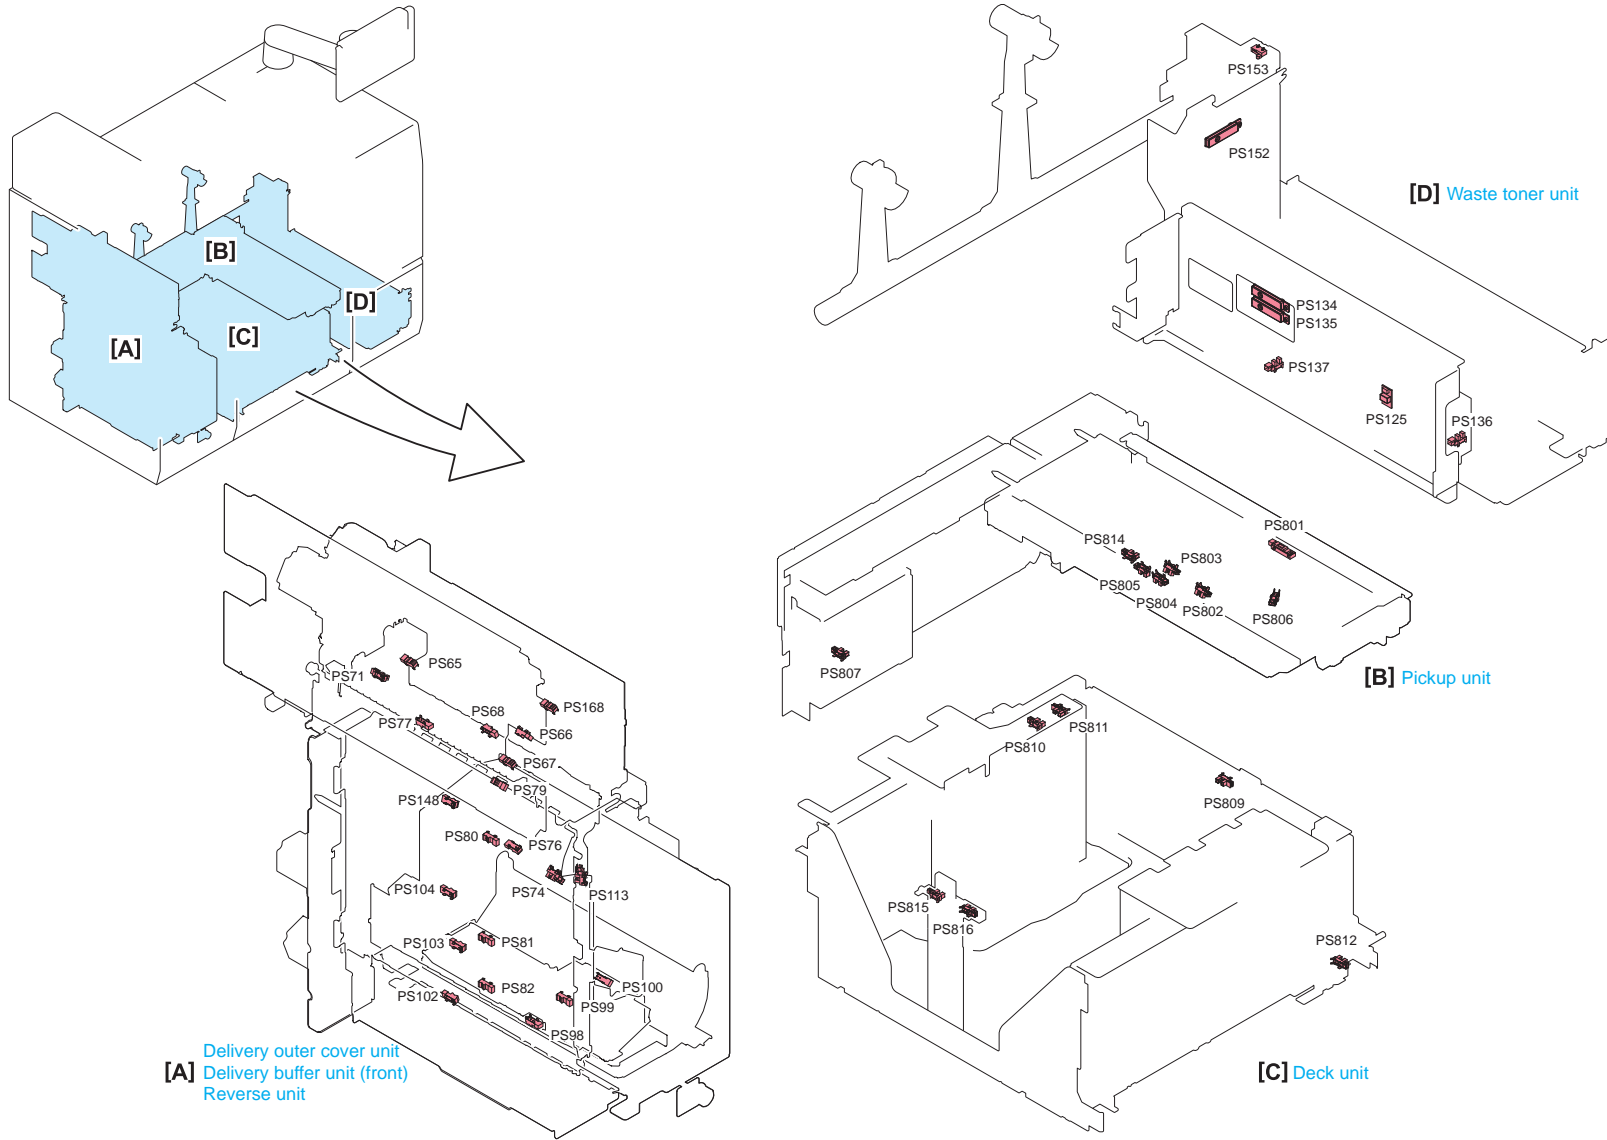 [B]
[D]
[C]
[A]
PS153
PS152
[D] Waste toner unit
PS134
PS135
PS137
PS125
PS136
PS801
PS814
PS803
PS805
PS804
PS802
PS806
PS807
[B] Pickup unit
PS65
PS71
PS168
PS68
PS77
PS66
PS67
PS79
PS148
PS80
PS76
PS74
PS113
PS104
PS103
PS81
PS100
PS82
PS102
PS99
PS98
[A] Delivery outer cover unit
Delivery buffer unit (front)
Reverse unit
PS811
PS810
PS809
PS815
PS816
PS812
[C] Deck unit